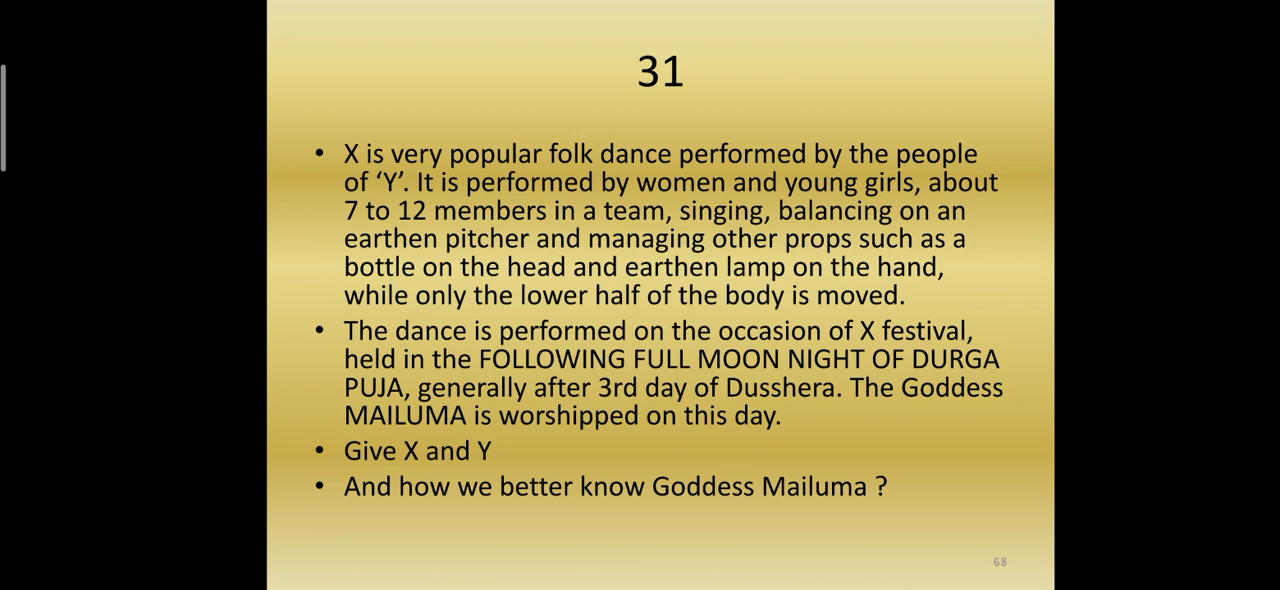 31
• X is very popular folk dance performed by the people
of ‘Y’. It is performed by women and young girls, about
7 to 12 members in a team, singing, balancing on an
earthen pitcher and managing other props such as a
bottle on the head and earthen lamp on the hand,
while only the lower half of the body is moved.
• The dance is performed on the occasion of X festival,
held in the FOLLOWING FULL MOON NIGHT OF DURGA
PUJA, generally after 3rd day of Dusshera. The Goddess
MAILUMA is worshipped on this day.
• Give X and Y
• And how we better know Goddess Mailuma ?
68